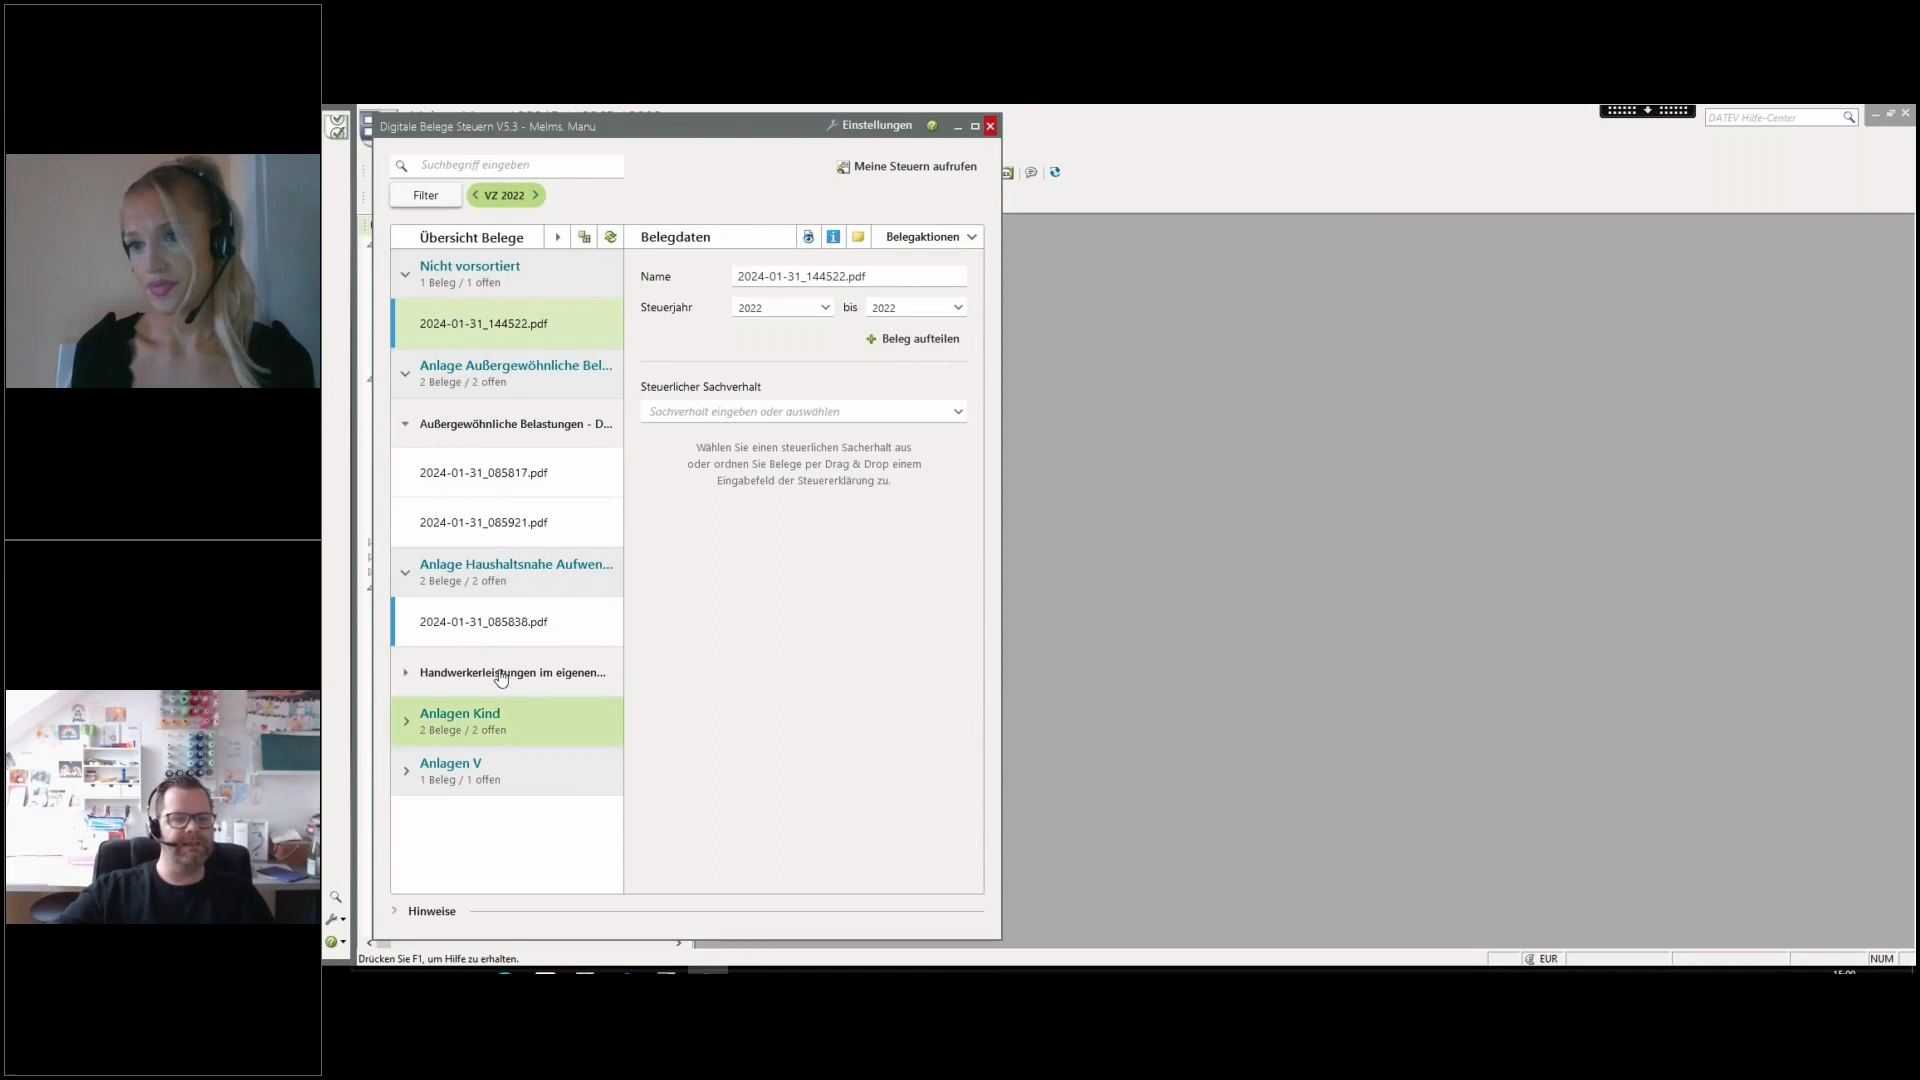 Digitale Belege Steuern V.5.3 - Melms, Manu
Einstellungen
DATEV Hilfe-Center
Suchbegriff eingeben
Meine Steuern aufrufen
Filter
VZ 2022
Übersicht Belege
Belegdaten
Belegaktionen
Nicht vorsortiert
1 Beleg / 1 offen
2024-01-31_144522.pdf
Anlage Außergewöhnliche Bel...
2 Belege / 2 offen
Außergewöhnliche Belastungen - D...
2024-01-31_085817.pdf
2024-01-31_085921.pdf
Anlage Haushaltsnahe Aufwen...
2 Belege / 2 offen
2024-01-31_085838.pdf
Handwerkerleistungen im eigenen...
Anlagen Kind
2 Belege / 2 offen
Anlagen V
1 Beleg / 1 offen
Name
2024-01-31_144522.pdf
Steuerjahr
2022
bis
2022
Beleg aufteilen
Steuerlicher Sachverhalt
Sachverhalt eingeben oder auswählen
Wählen Sie einen steuerlichen Sacherhalt aus
oder ordnen Sie Belege per Drag & Drop einem
Eingabefeld der Steuererklärung zu.
Hinweise
Drücken Sie F1, um Hilfe zu erhalten.
EUR
NUM